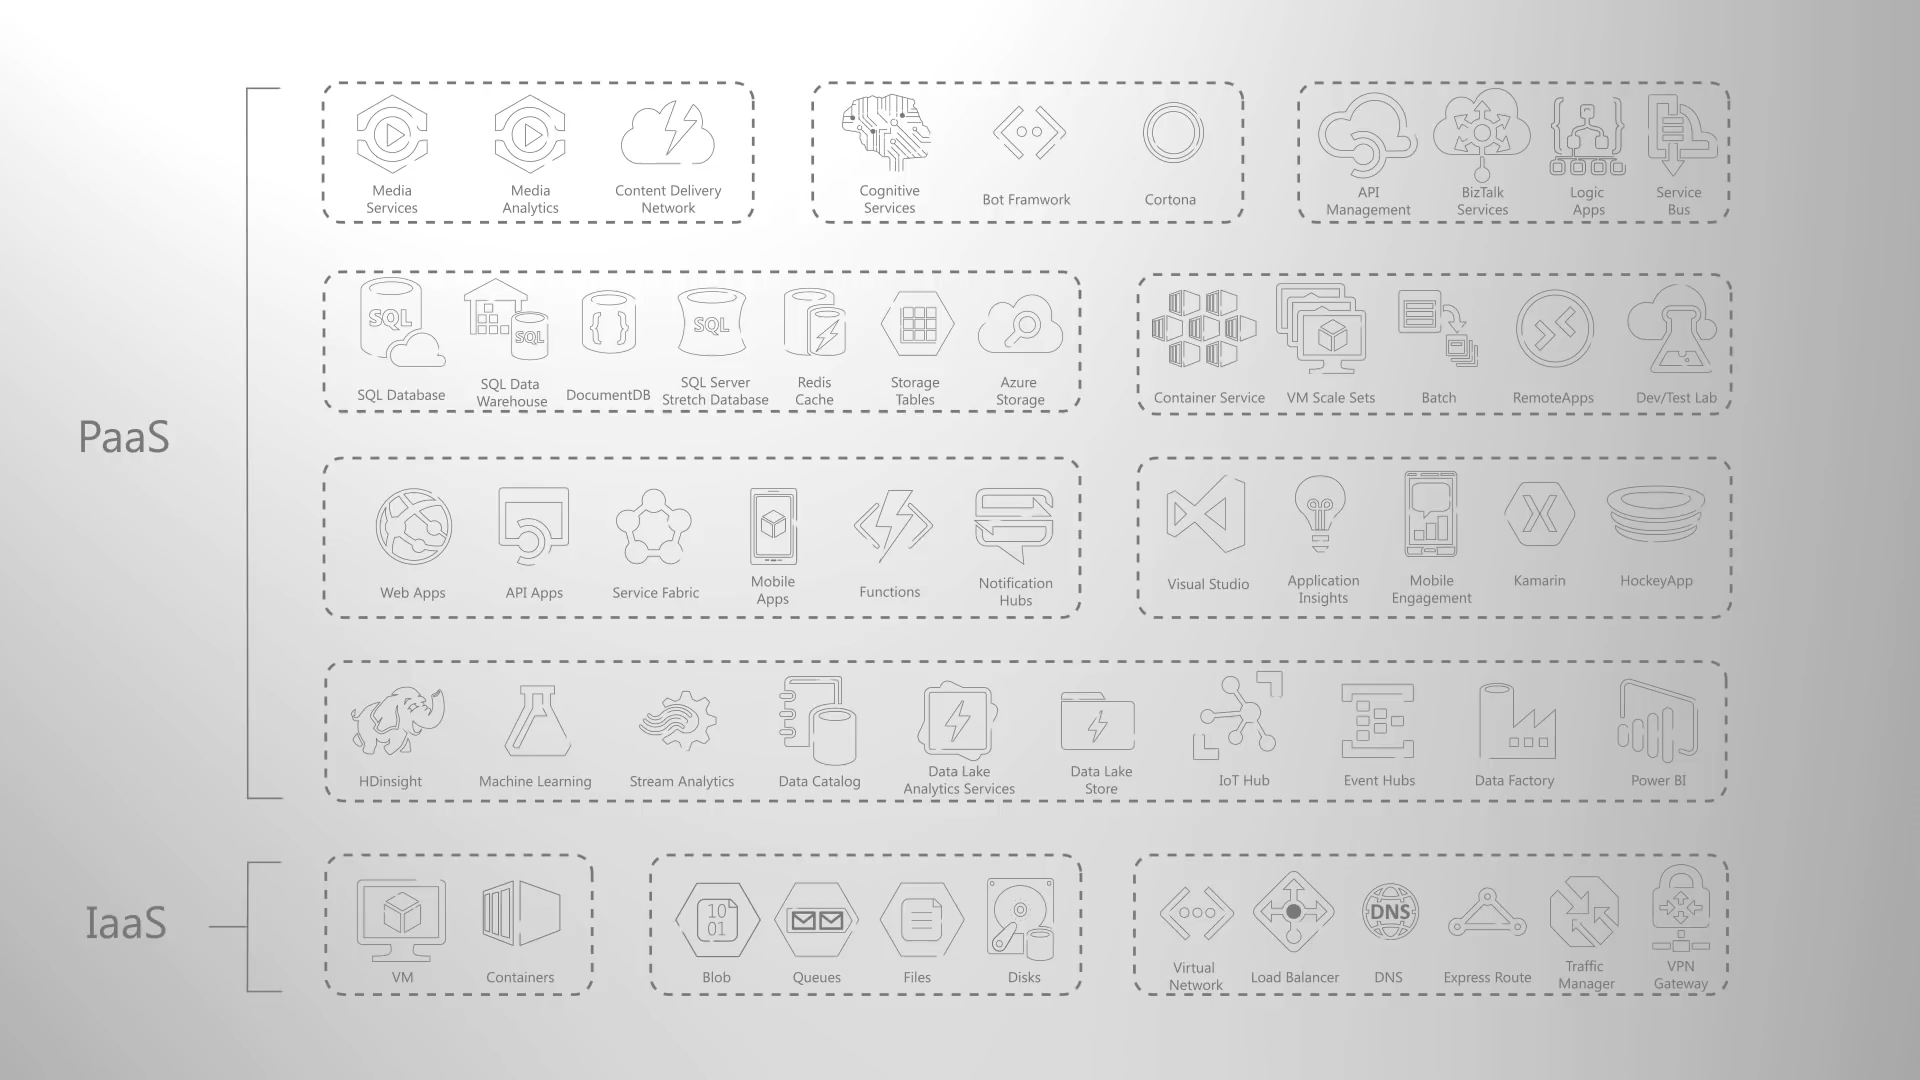 PaaS
Media
Services
Media
Analytics
Content Delivery
Network
Cognitive
Services
Bot Framwork
Cortona
API
Management
BizTalk
Services
Logic
Apps
Service
Bus
SQL
SQL Database
SQL
SQL Data
Warehouse
DocumentDB
SQL
SQL Server
Stretch Database
Redis
Cache
Storage
Tables
Azure
Storage
Container Service
VM Scale Sets
Batch
RemoteApps
Dev/Test Lab
Web Apps
API Apps
Service Fabric
Mobile
Apps
Functions
Notification
Hubs
Visual Studio
Application
Insights
Mobile
Engagement
X
Kamarin
HockeyApp
HDinsight
Machine Learning
Stream Analytics
Data Catalog
Data Lake
Analytics Services
Data Lake
Store
IoT Hub
Event Hubs
Data Factory
Power BI
IaaS
VM
Containers
10
01
Blob
Queues
Files
Disks
Virtual
Network
Load Balancer
DNS
DNS
Express Route
Traffic
Manager
VPN
Gateway